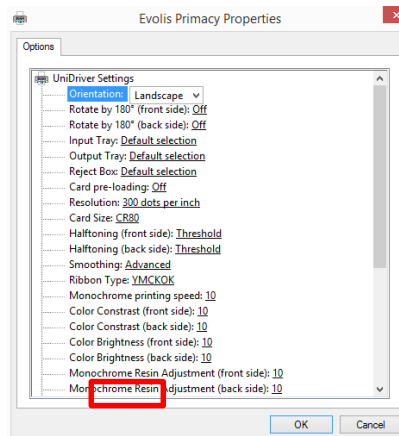 Evolis Primacy Properties
Options
UniDriver Settings
Orientation: Landscape
Rotate by 180° (front side): Off
Rotate by 180° (back side): Off
Input Tray: Default selection
Output Tray: Default selection
Reject Box: Default selection
Card pre-loading: Off
Resolution: 300 dots per inch
Card Size: CR80
Halftoning (front side): Threshold
Halftoning (back side): Threshold
Smoothing: Advanced
Ribbon Type: YMCKOK
Monochrome printing speed: 10
Color Constrast (front side): 10
Color Constrast (back side): 10
Color Brightness (front side): 10
Color Brightness (back side): 10
Monochrome Resin Adjustment (front side): 10
Monochrome Resin Adjustment (back side): 10
OK Cancel